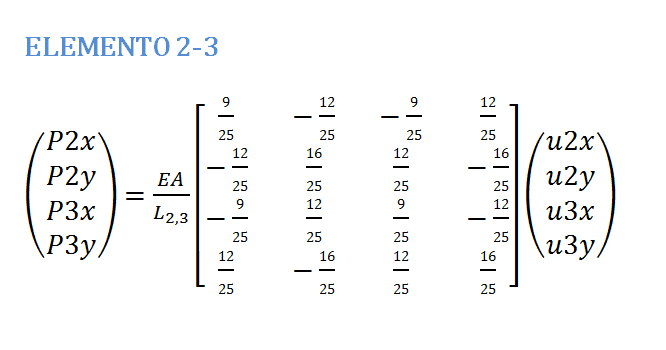 ELEMENTO 2-3
(P2x P2y P3x P3y) = EA/L2,3 [ (u2x u2y u3x u3y)
9/25 −12/25 −9/25 12/25
−12/25 16/25 12/25 −16/25
−9/25 12/25 9/25 −12/25
12/25 −16/25 12/25 16/25